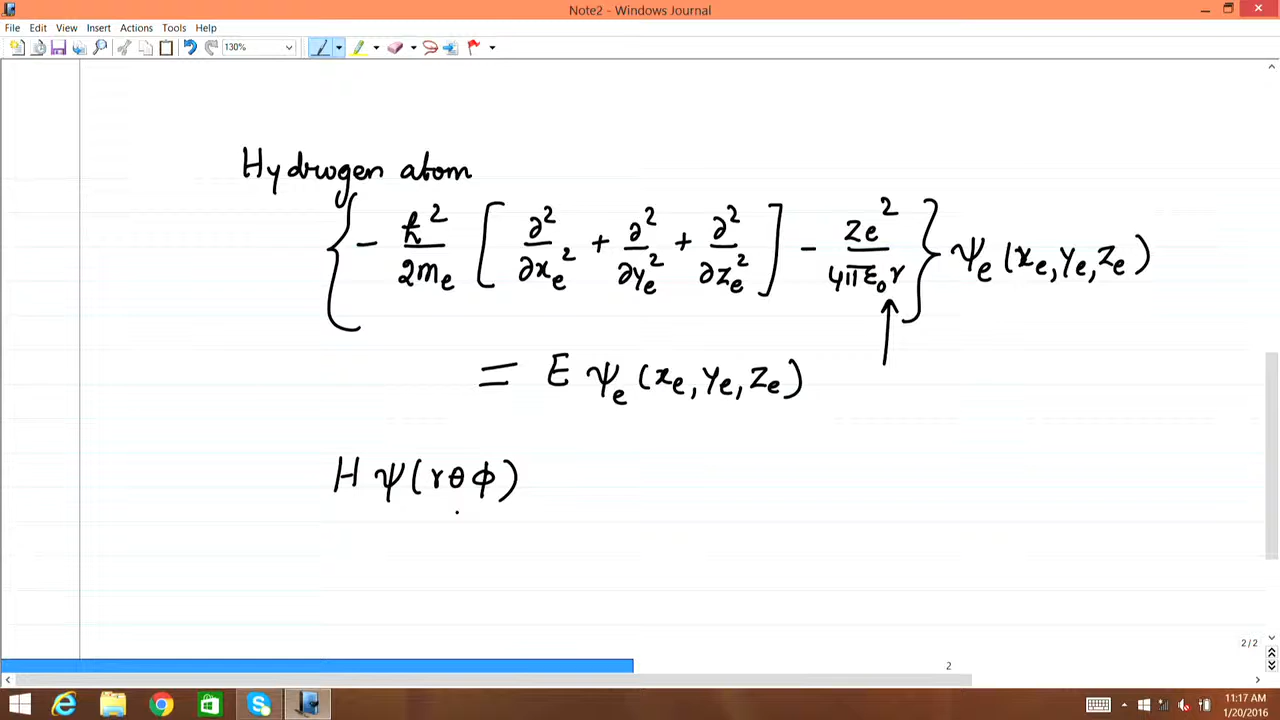 Note2 - Windows Journal
File Edit View Insert Actions Tools Help
130%
Hydrogen atom
{ - ℏ²/2mₑ [ ∂²/∂xₑ² + ∂²/∂yₑ² + ∂²/∂zₑ² ] - Ze²/4πε₀r } ψₑ (xₑ, yₑ, zₑ)
= E ψₑ (xₑ, yₑ, zₑ)
H ψ (r θ ϕ)
2/2
2
11:17 AM
1/20/2016